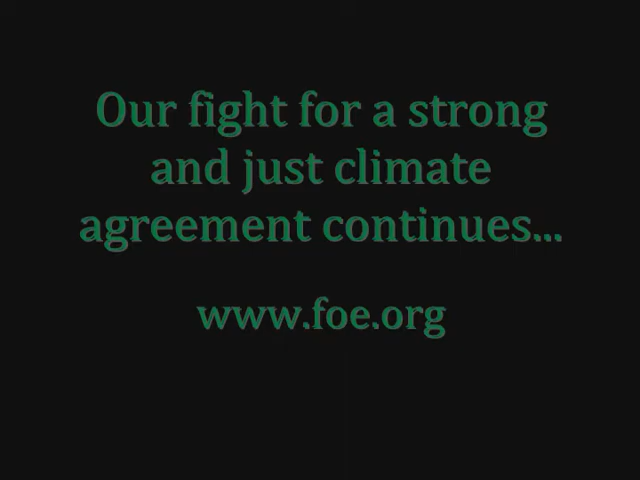 Our fight for a strong
and just climate
agreement continues...
www.foe.org